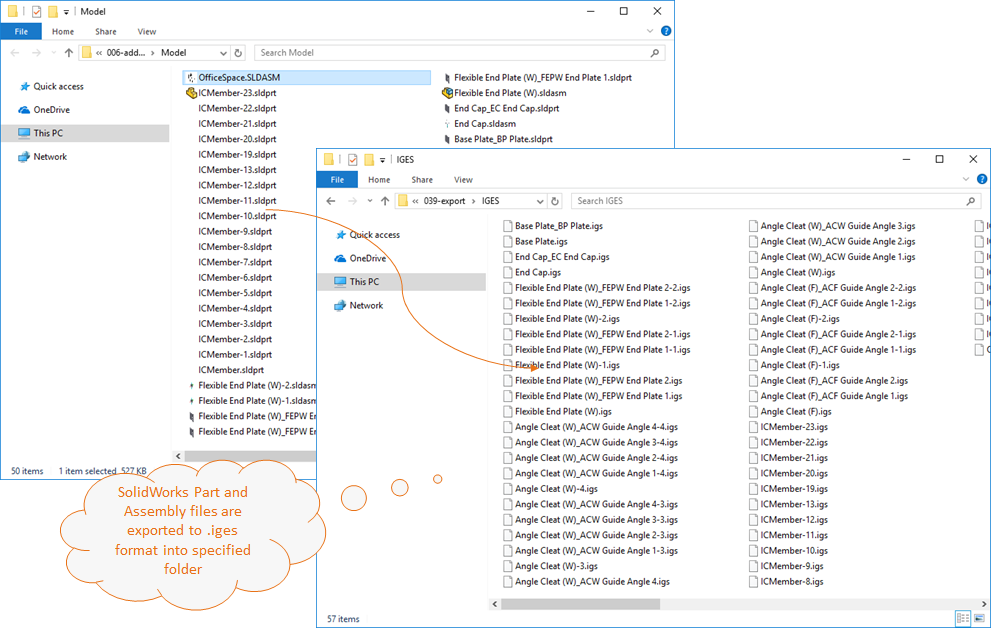 Model
File Home Share View
« 006-add... › Model
Search Model
Quick access
OneDrive
This PC
Network
OfficeSpace.SLDASM
ICMember-23.sldprt
ICMember-22.sldprt
ICMember-21.sldprt
ICMember-20.sldprt
ICMember-19.sldprt
ICMember-13.sldprt
ICMember-12.sldprt
ICMember-11.sldprt
ICMember-10.sldprt
ICMember-9.sldprt
ICMember-8.sldprt
ICMember-7.sldprt
ICMember-6.sldprt
ICMember-5.sldprt
ICMember-4.sldprt
ICMember-3.sldprt
ICMember-2.sldprt
ICMember-1.sldprt
ICMember.sldprt
Flexible End Plate (W)-2.sldasm
Flexible End Plate (W)-1.sldasm
Flexible End Plate (W)_FEPW En
Flexible End Plate (W)_FEPW En
Flexible End Plate (W)_FEPW End Plate 1.sldprt
Flexible End Plate (W).sldasm
End Cap_EC End Cap.sldprt
End Cap.sldasm
Base Plate_BP Plate.sldprt
50 items 1 item selected 527 KB
IGES
File Home Share View
« 039-export › IGES
Search IGES
Quick access
OneDrive
This PC
Network
Base Plate_BP Plate.igs
Base Plate.igs
End Cap_EC End Cap.igs
End Cap.igs
Flexible End Plate (W)_FEPW End Plate 2-2.igs
Flexible End Plate (W)_FEPW End Plate 1-2.igs
Flexible End Plate (W)-2.igs
Flexible End Plate (W)_FEPW End Plate 2-1.igs
Flexible End Plate (W)_FEPW End Plate 1-1.igs
Flexible End Plate (W)-1.igs
Flexible End Plate (W)_FEPW End Plate 2.igs
Flexible End Plate (W)_FEPW End Plate 1.igs
Flexible End Plate (W).igs
Angle Cleat (W)_ACW Guide Angle 4-4.igs
Angle Cleat (W)_ACW Guide Angle 3-4.igs
Angle Cleat (W)_ACW Guide Angle 2-4.igs
Angle Cleat (W)_ACW Guide Angle 1-4.igs
Angle Cleat (W)-4.igs
Angle Cleat (W)_ACW Guide Angle 4-3.igs
Angle Cleat (W)_ACW Guide Angle 3-3.igs
Angle Cleat (W)_ACW Guide Angle 2-3.igs
Angle Cleat (W)_ACW Guide Angle 1-3.igs
Angle Cleat (W)-3.igs
Angle Cleat (W)_ACW Guide Angle 4.igs
Angle Cleat (W)_ACW Guide Angle 3.igs
Angle Cleat (W)_ACW Guide Angle 2.igs
Angle Cleat (W)_ACW Guide Angle 1.igs
Angle Cleat (W).igs
Angle Cleat (F)_ACF Guide Angle 2-2.igs
Angle Cleat (F)_ACF Guide Angle 1-2.igs
Angle Cleat (F)-2.igs
Angle Cleat (F)_ACF Guide Angle 2-1.igs
Angle Cleat (F)_ACF Guide Angle 1-1.igs
Angle Cleat (F)-1.igs
Angle Cleat (F)_ACF Guide Angle 2.igs
Angle Cleat (F)_ACF Guide Angle 1.igs
Angle Cleat (F).igs
ICMember-23.igs
ICMember-22.igs
ICMember-21.igs
ICMember-20.igs
ICMember-19.igs
ICMember-13.igs
ICMember-12.igs
ICMember-11.igs
ICMember-10.igs
ICMember-9.igs
ICMember-8.igs
57 items
SolidWorks Part and
Assembly files are
exported to .iges
format into specified
folder